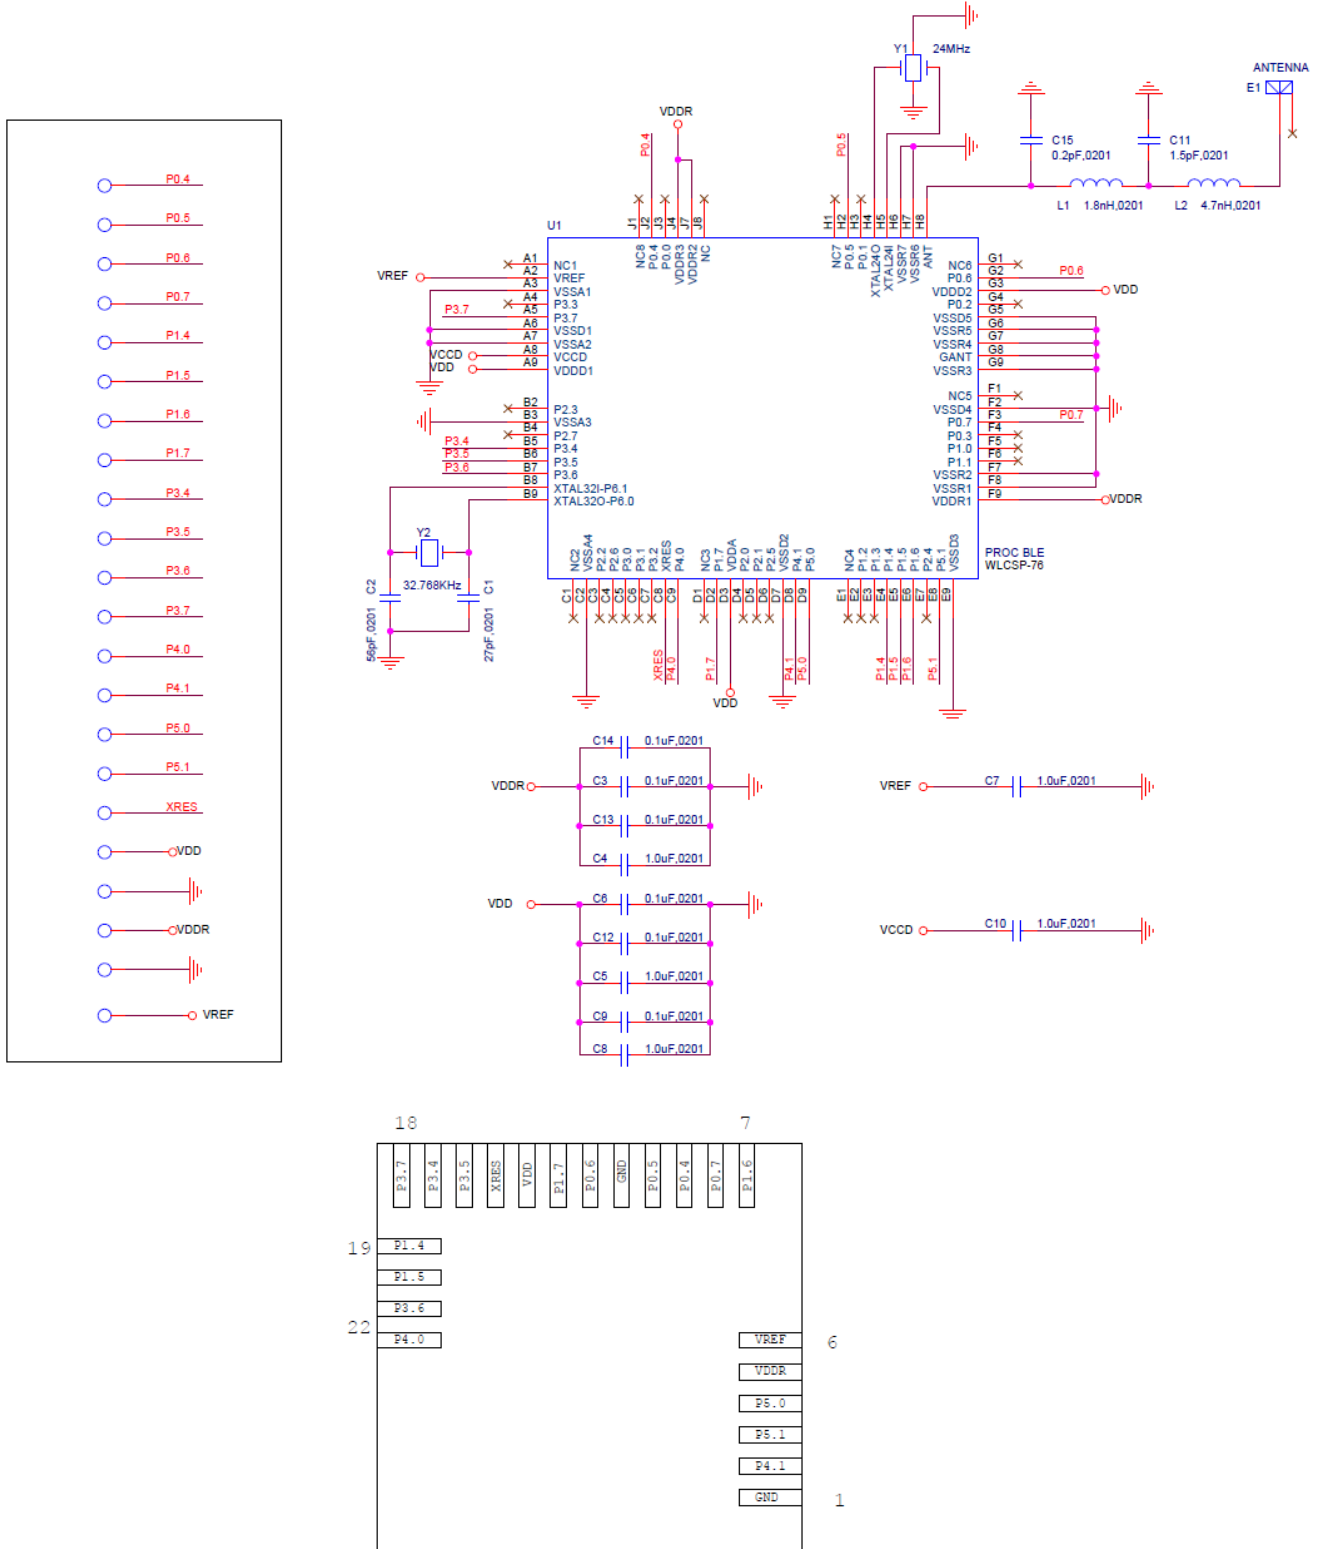 P0.4
P0.5
P0.6
P0.7
P1.4
P1.5
P1.6
P1.7
P3.4
P3.5
P3.6
P3.7
P4.0
P4.1
P5.0
P5.1
XRES
VDD
VDDR
VREF
Y1 24MHz
ANTENNA
E1
C15
0.2pF,0201
C11
1.5pF,0201
L1 1.8nH,0201
L2 4.7nH,0201
VDDR
P0.4
P0.5
U1
J1 J2 J3 J4 J7 J8
NC8 P0.4 P0.0 VDDR3 VDDR2 NC
H1 H2 H3 H4 H5 H6 H7 H8
NC7 P0.5 P0.1 XTAL24O XTAL24I VSSR7 VSSR6 ANT
A1 NC1
VREF A2 VREF
A3 VSSA1
A4 P3.3
P3.7 A5 P3.7
A6 VSSD1
A7 VSSA2
VCCD A8 VCCD
VDD A9 VDDD1
B2 P2.3
B3 VSSA3
B4 P2.7
P3.4 B5 P3.4
P3.5 B6 P3.5
P3.6 B7 P3.6
B8 XTAL32I-P6.1
B9 XTAL32O-P6.0
NC6 G1
P0.6 G2 P0.6
VDDD2 G3 VDD
P0.2 G4
VSSD5 G5
VSSR5 G6
VSSR4 G7
GANT G8
VSSR3 G9
NC5 F1
VSSD4 F2
P0.7 F3 P0.7
P0.3 F4
P1.0 F5
P1.1 F6
VSSR2 F7
VSSR1 F8
VDDR1 F9 VDDR
PROC BLE
WLCSP-76
NC2 VSSA4 P2.2 P2.6 P3.0 P3.1 P3.2 XRES P4.0
C1 C2 C3 C4 C5 C6 C7 C8 C9
NC3 P1.7 VDDA P2.0 P2.1 P2.5 VSSD2 P4.1 P5.0
D1 D2 D3 D4 D5 D6 D7 D8 D9
NC4 P1.2 P1.3 P1.4 P1.5 P1.6 P2.4 P5.1 VSSD3
E1 E2 E3 E4 E5 E6 E7 E8 E9
XRES P4.0
P1.7
VDD
P4.1 P5.0
P1.4 P1.5 P1.6 P5.1
Y2
32.768KHz
C2
56pF,0201
C1
27pF,0201
C14 0.1uF,0201
VDDR C3 0.1uF,0201
C13 0.1uF,0201
C4 1.0uF,0201
VDD C6 0.1uF,0201
C12 0.1uF,0201
C5 1.0uF,0201
C9 0.1uF,0201
C8 1.0uF,0201
VREF C7 1.0uF,0201
VCCD C10 1.0uF,0201
18 7
P3.7 P3.4 P3.5 XRES VDD P1.7 P0.6 GND P0.5 P0.4 P0.7 P1.6
19 P1.4
P1.5
P3.6
22 P4.0
VREF 6
VDDR
P5.0
P5.1
P4.1
GND 1